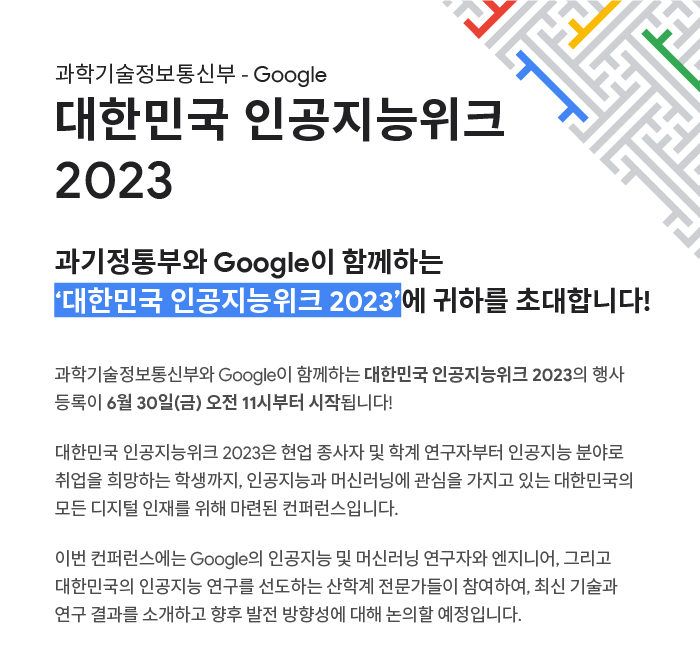 과학기술정보통신부 - Google
대한민국 인공지능위크
2023
과기정통부와 Google이 함께하는
‘대한민국 인공지능위크 2023’에 귀하를 초대합니다!
과학기술정보통신부와 Google이 함께하는 대한민국 인공지능위크 2023의 행사
등록이 6월 30일(금) 오전 11시부터 시작됩니다!
대한민국 인공지능위크 2023은 현업 종사자 및 학계 연구자부터 인공지능 분야로
취업을 희망하는 학생까지, 인공지능과 머신러닝에 관심을 가지고 있는 대한민국의
모든 디지털 인재를 위해 마련된 컨퍼런스입니다.
이번 컨퍼런스에는 Google의 인공지능 및 머신러닝 연구자와 엔지니어, 그리고
대한민국의 인공지능 연구를 선도하는 산학계 전문가들이 참여하여, 최신 기술과
연구 결과를 소개하고 향후 발전 방향성에 대해 논의할 예정입니다.